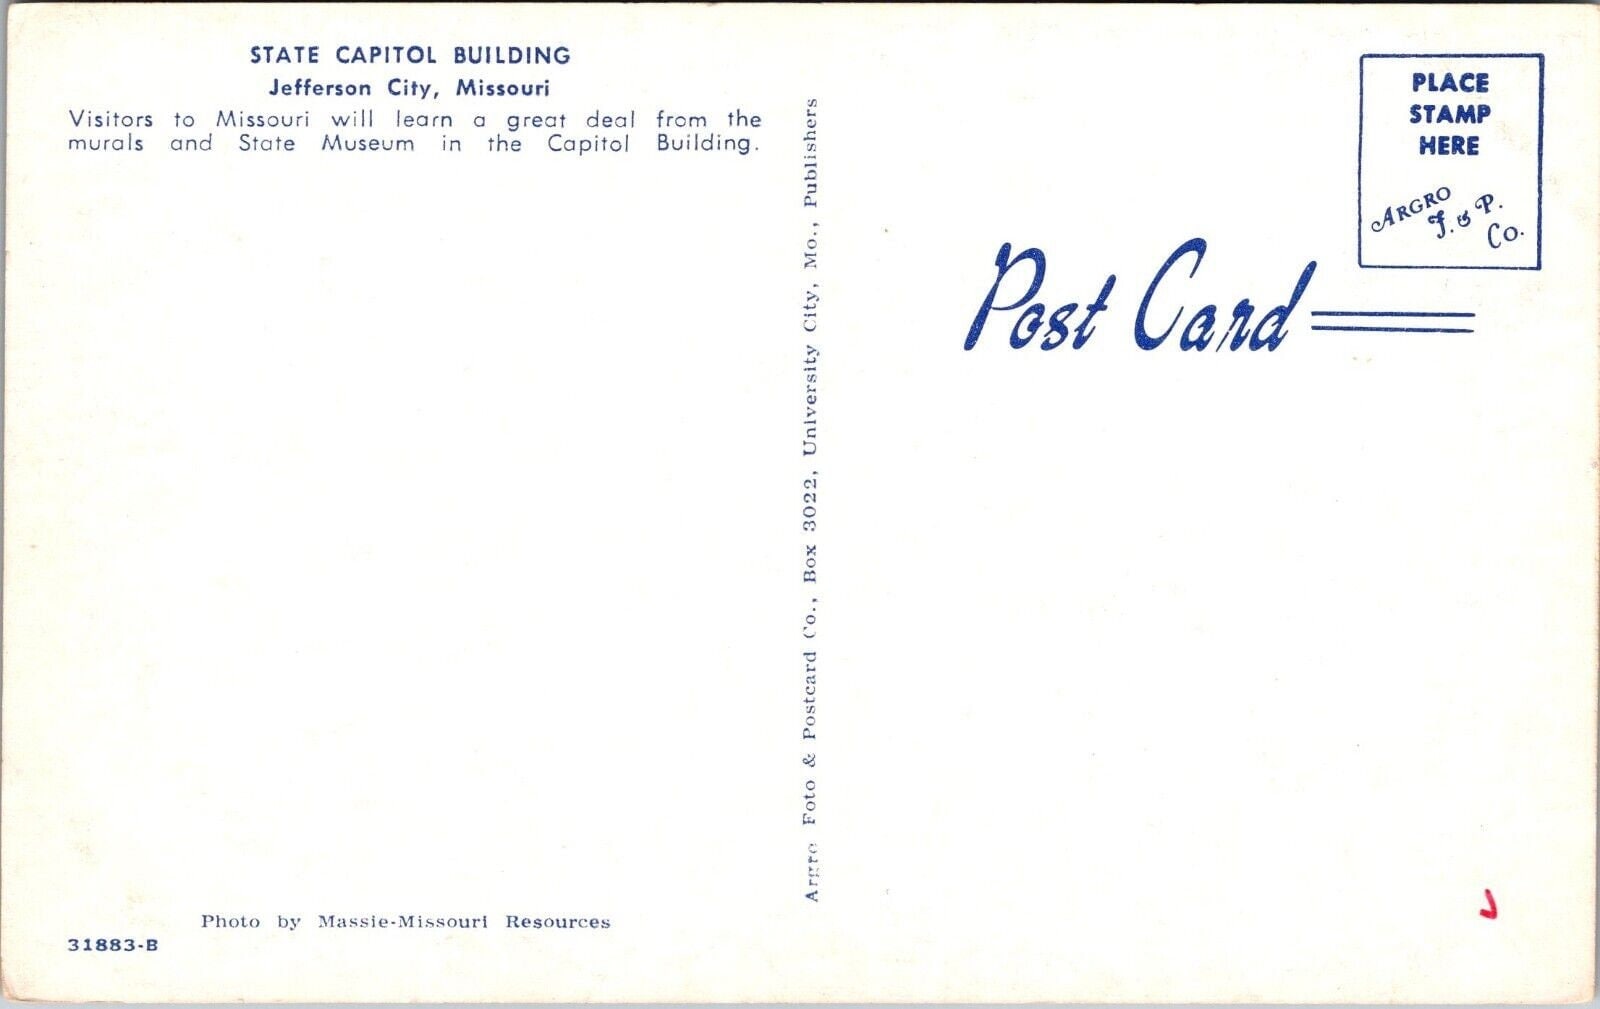 STATE CAPITOL BUILDING
Jefferson City, Missouri
Visitors to Missouri will learn a great deal from the
murals and State Museum in the Capitol Building.
Photo by Massie-Missouri Resources
31883-B
Argro Foto & Postcard Co., Box 3022, University City, Mo., Publishers
PLACE
STAMP
HERE
ARGRO
F. & P.
Co.
Post Card
J